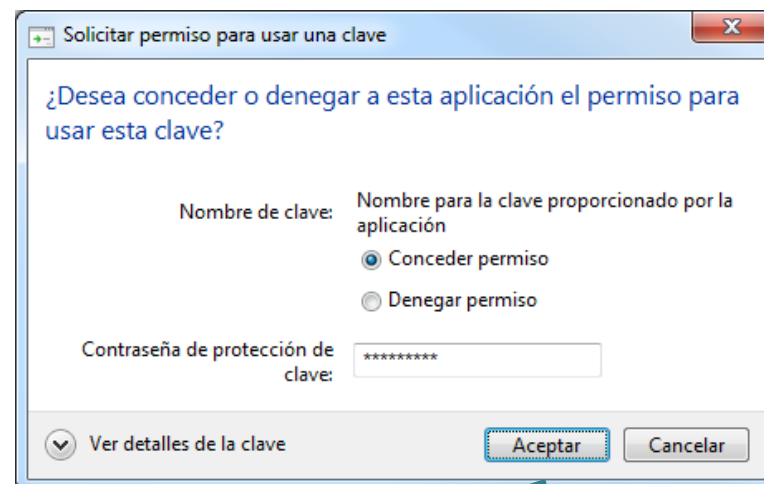 Solicitar permiso para usar una clave
¿Desea conceder o denegar a esta aplicación el permiso para
usar esta clave?
Nombre de clave:
Nombre para la clave proporcionado por la
aplicación
Conceder permiso
Denegar permiso
Contraseña de protección de
clave:
*********
Ver detalles de la clave
Aceptar
Cancelar